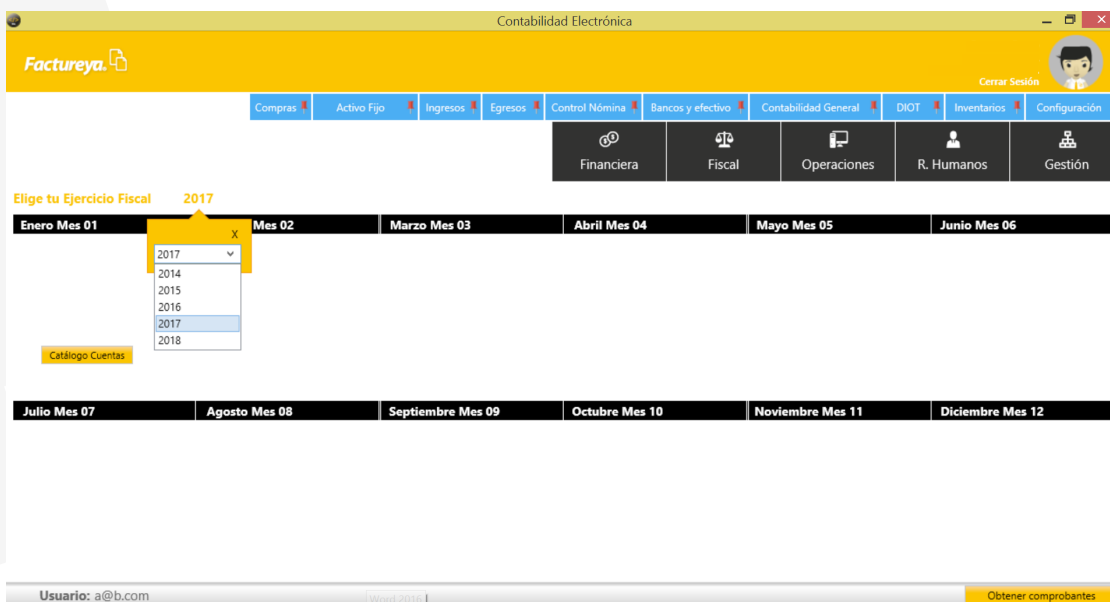 Contabilidad Electrónica
Factureya.
Cerrar Sesión
Compras Activo Fijo Ingresos Egresos Control Nómina Bancos y efectivo Contabilidad General DIOT Inventarios Configuración
Financiera Fiscal Operaciones R. Humanos Gestión
Elige tu Ejercicio Fiscal 2017
Enero Mes 01 Mes 02 Marzo Mes 03 Abril Mes 04 Mayo Mes 05 Junio Mes 06
X
2017
2014
2015
2016
2017
2018
Catálogo Cuentas
Julio Mes 07 Agosto Mes 08 Septiembre Mes 09 Octubre Mes 10 Noviembre Mes 11 Diciembre Mes 12
Usuario: a@b.com Word 2016 Obtener comprobantes